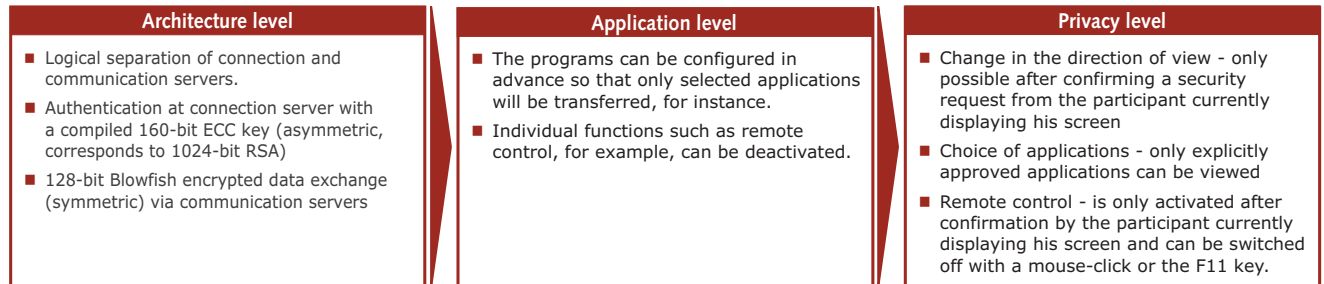 Architecture level
■ Logical separation of connection and
communication servers.
■ Authentication at connection server with
a compiled 160-bit ECC key (asymmetric,
corresponds to 1024-bit RSA)
■ 128-bit Blowfish encrypted data exchange
(symmetric) via communication servers
Application level
■ The programs can be configured in
advance so that only selected applications
will be transferred, for instance.
■ Individual functions such as remote
control, for example, can be deactivated.
Privacy level
■ Change in the direction of view - only
possible after confirming a security
request from the participant currently
displaying his screen
■ Choice of applications - only explicitly
approved applications can be viewed
■ Remote control - is only activated after
confirmation by the participant currently
displaying his screen and can be switched
off with a mouse-click or the F11 key.